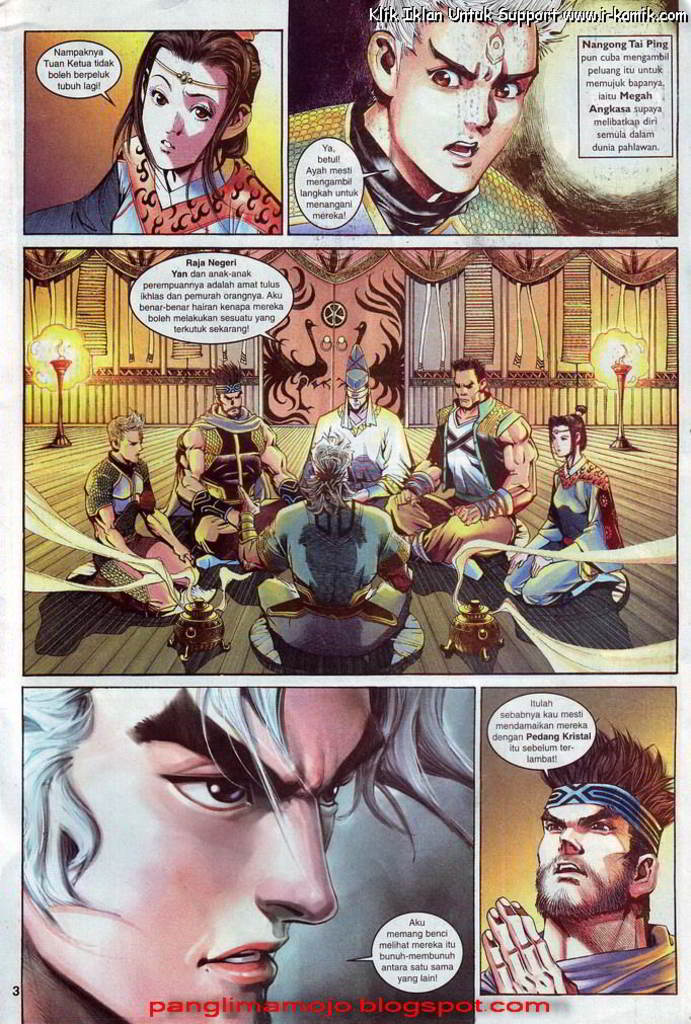 Klik Iklan Untuk Support www.ir-komik.com
Nampaknya
Tuan Ketua tidak
boleh berpeluk
tubuh lagi!
Ya,
betul!
Ayah mesti
mengambil
langkah untuk
menangani
mereka!
Nangong Tai Ping
pun cuba mengambil
peluang itu untuk
memujuk bapanya,
iaitu Megah
Angkasa supaya
melibatkan diri
semula dalam
dunia pahlawan.
Raja Negeri
Yan dan anak-anak
perempuannya adalah amat tulus
ikhlas dan pemurah orangnya. Aku
benar-benar hairan kenapa mereka
boleh melakukan sesuatu yang
terkutuk sekarang!
Aku
memang benci
melihat mereka itu
bunuh-membunuh
antara satu sama
yang lain!
Itulah
sebabnya kau mesti
mendamaikan mereka
dengan Pedang Kristal
itu sebelum ter-
lambat!
3
panglimamojo.blogspot.com